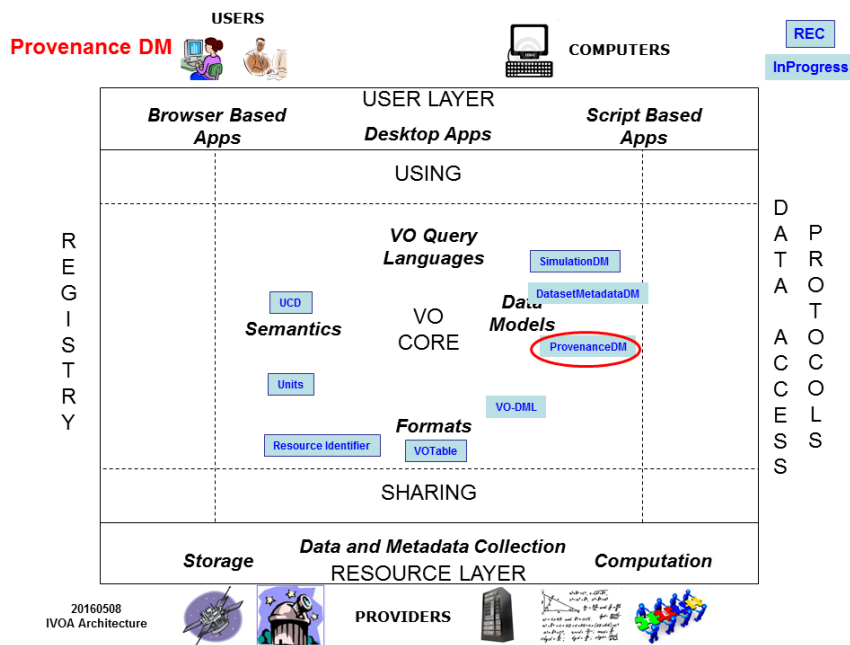 USERS
Provenance DM
COMPUTERS
REC
InProgress
USER LAYER
Browser Based
Apps
Desktop Apps
Script Based
Apps
USING
REGISTRY
DATA ACCESS
PROTOCOLS
VO Query
Languages
SimulationDM
DatasetMetadataDM
UCD
Data
Models
Semantics
VO
CORE
ProvenanceDM
Units
VO-DML
Formats
Resource Identifier
VOTable
SHARING
Storage
Data and Metadata Collection
Computation
RESOURCE LAYER
20160508
IVOA Architecture
PROVIDERS